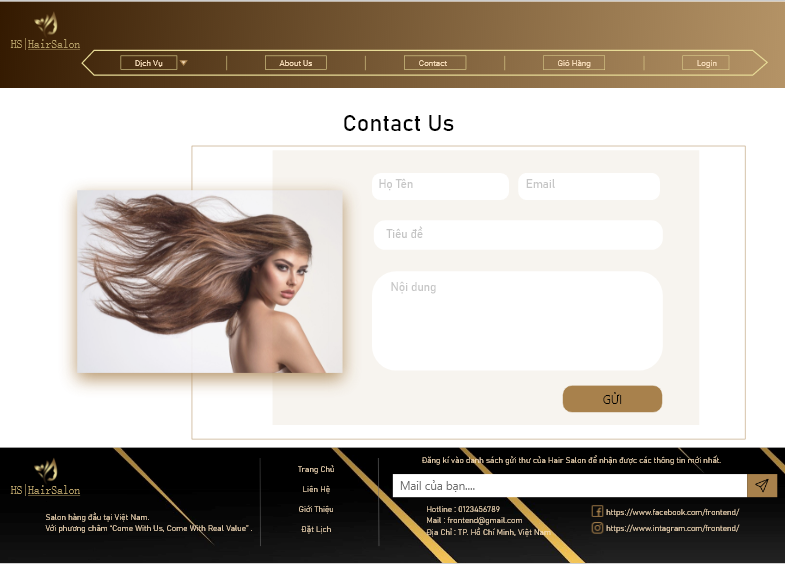 HS|HairSalon
Dịch Vụ
About Us
Contact
Giỏ Hàng
Login
Contact Us
Họ Tên
Email
Tiêu đề
Nội dung
GỬI
HS|HairSalon
Salon hàng đầu tại Việt Nam.
Với phương châm "Come With Us, Come With Real Value" .
Trang Chủ
Liên Hệ
Giới Thiệu
Đặt Lịch
Đăng kí vào danh sách gửi thư của Hair Salon để nhận được các thông tin mới nhất.
Mail của bạn....
Hotline : 0123456789
Mail : frontend@gmail.com
Địa Chỉ : TP. Hồ Chí Minh, Việt Nam
https://www.facebook.com/frontend/
https://www.intagram.com/frontend/